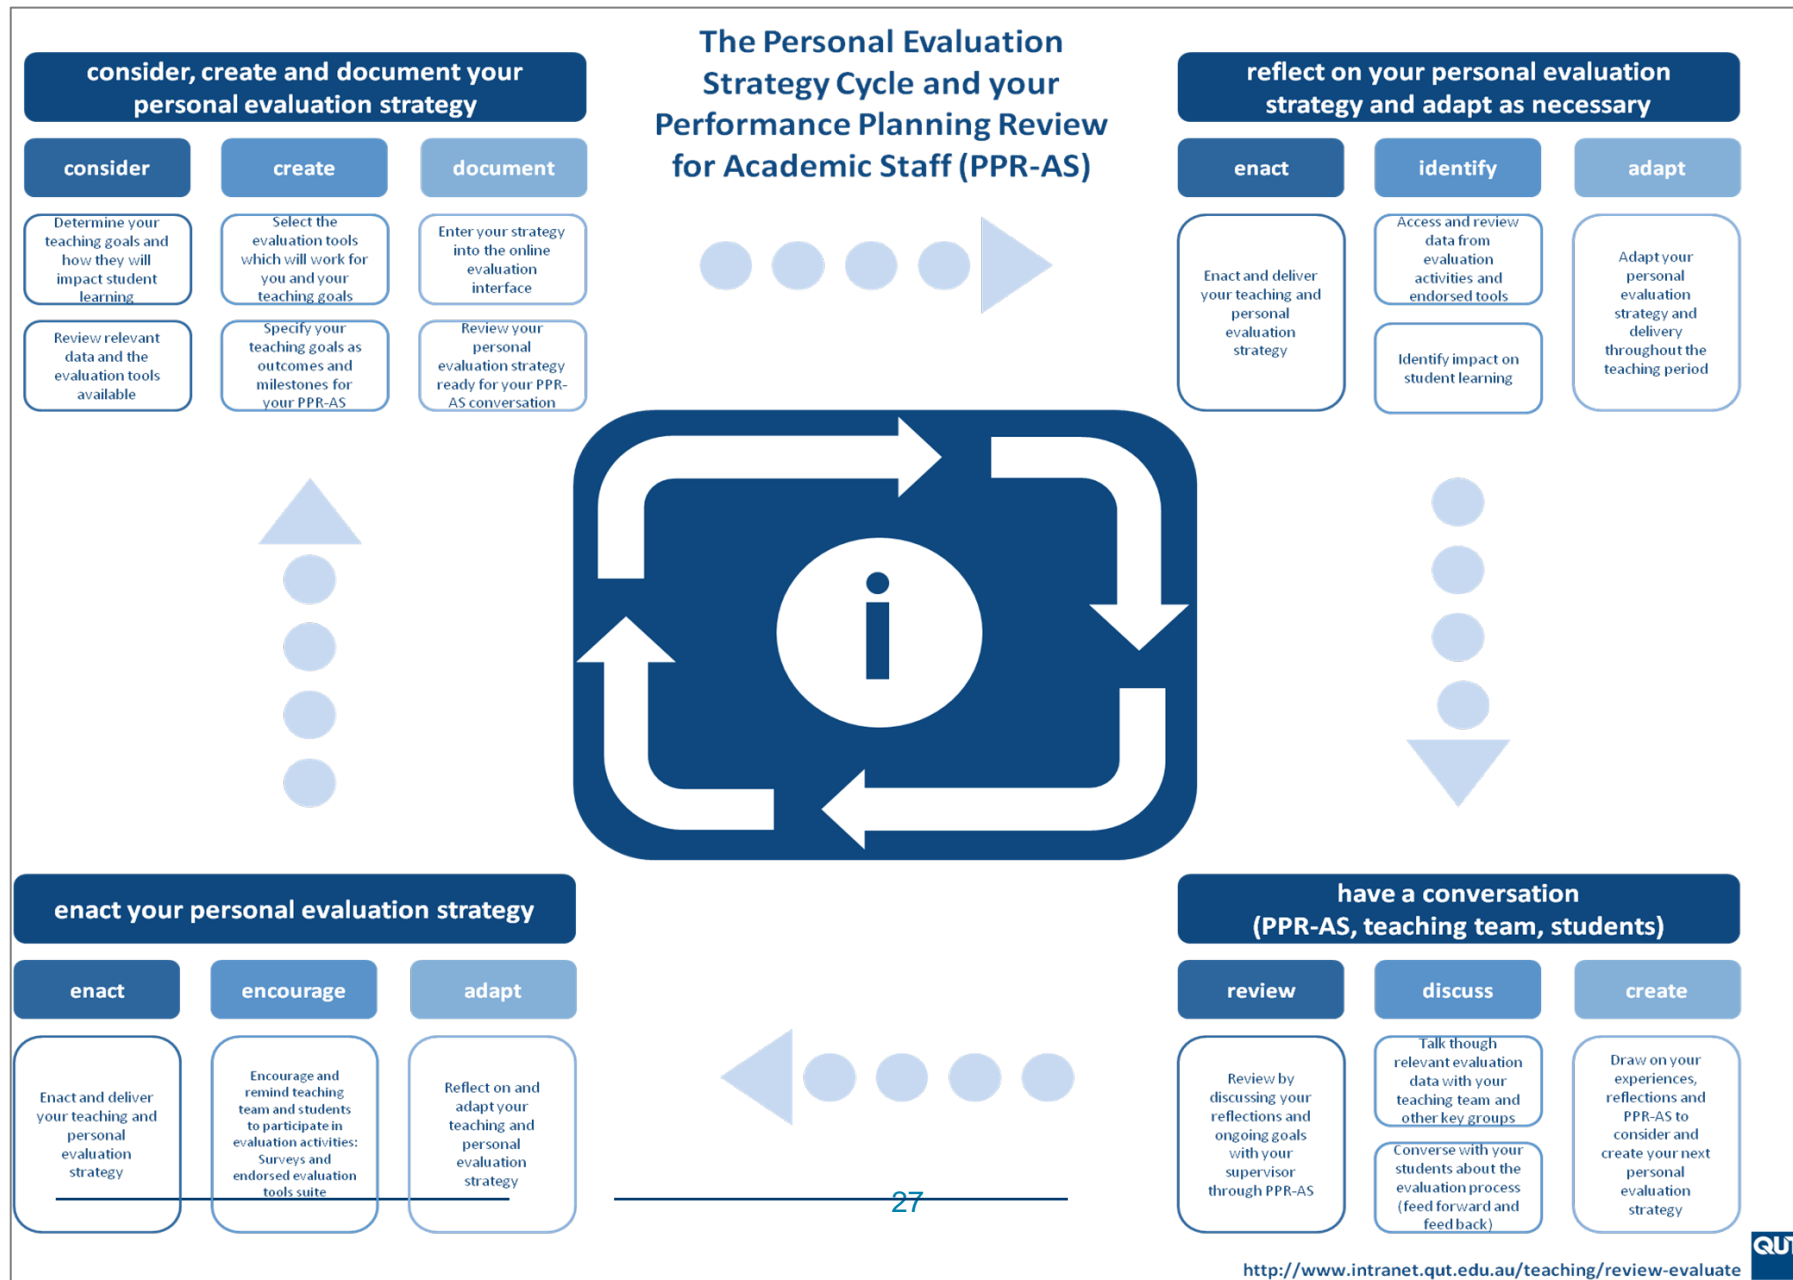 The Personal Evaluation
Strategy Cycle and your
Performance Planning Review
for Academic Staff (PPR-AS)
consider, create and document your
personal evaluation strategy
consider
Determine your
teaching goals and
how they will
impact student
learning
Review relevant
data and the
evaluation tools
available
create
Select the
evaluation tools
which will work for
you and your
teaching goals
Specify your
teaching goals as
outcomes and
milestones for
your PPR-AS
document
Enter your strategy
into the online
evaluation
interface
Review your
personal
evaluation strategy
ready for your PPR-
AS conversation
reflect on your personal evaluation
strategy and adapt as necessary
enact
Enact and deliver
your teaching and
personal
evaluation
strategy
identify
Access and review
data from
evaluation
activities and
endorsed tools
Identify impact on
student learning
adapt
Adapt your
personal
evaluation
strategy and
delivery
throughout the
teaching period
i
enact your personal evaluation strategy
enact
Enact and deliver
your teaching and
personal
evaluation
strategy
encourage
Encourage and
remind teaching
team and students
to participate in
evaluation activities:
Surveys and
endorsed evaluation
tools suite
adapt
Reflect on and
adapt your
teaching and
personal
evaluation
strategy
have a conversation
(PPR-AS, teaching team, students)
review
Review by
discussing your
reflections and
ongoing goals
with your
supervisor
through PPR-AS
discuss
Talk though
relevant evaluation
data with your
teaching team and
other key groups
Converse with your
students about the
evaluation process
(feed forward and
feed back)
create
Draw on your
experiences,
reflections and
PPR-AS to
consider and
create your next
personal
evaluation
strategy
27
http://www.intranet.qut.edu.au/teaching/review-evaluate
QUT